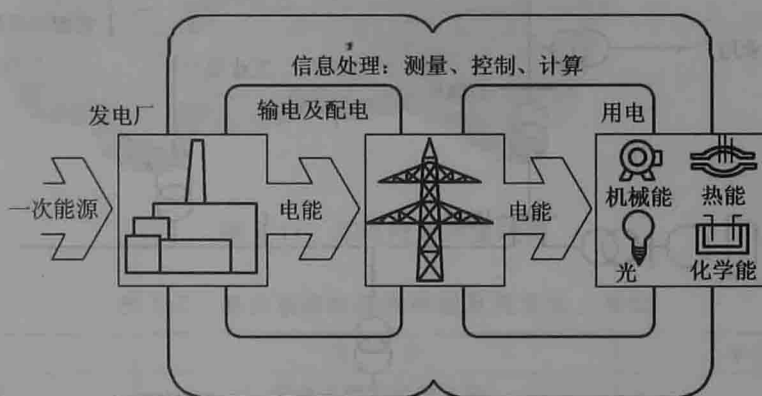 信息处理：测量、控制、计算
发电厂
输电及配电
用电
一次能源
电能
电能
机械能
热能
光
化学能